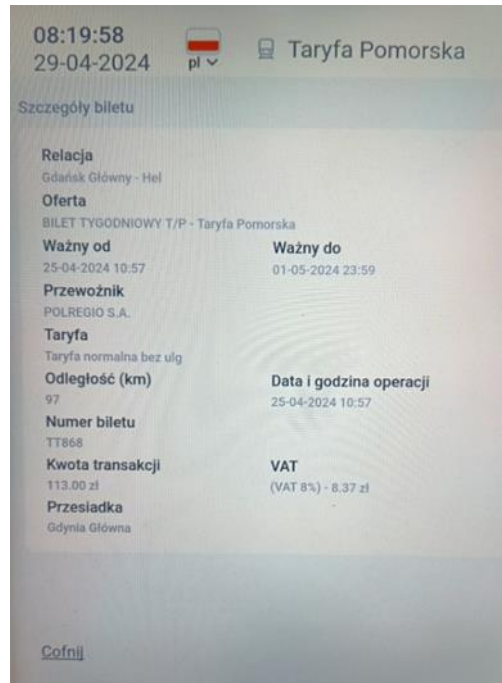 08:19:58
29-04-2024
pl
Taryfa Pomorska
Szczegóły biletu
Relacja
Gdańsk Główny - Hel
Oferta
BILET TYGODNIOWY T/P - Taryfa Pomorska
Ważny od
Ważny do
25-04-2024 10:57
01-05-2024 23:59
Przewoźnik
POLREGIO S.A.
Taryfa
Taryfa normalna bez ulg
Odległość (km)
Data i godzina operacji
97
25-04-2024 10:57
Numer biletu
TT868
Kwota transakcji
VAT
113.00 zł
(VAT 8%) - 8.37 zł
Przesiadka
Gdynia Główna
Cofnij